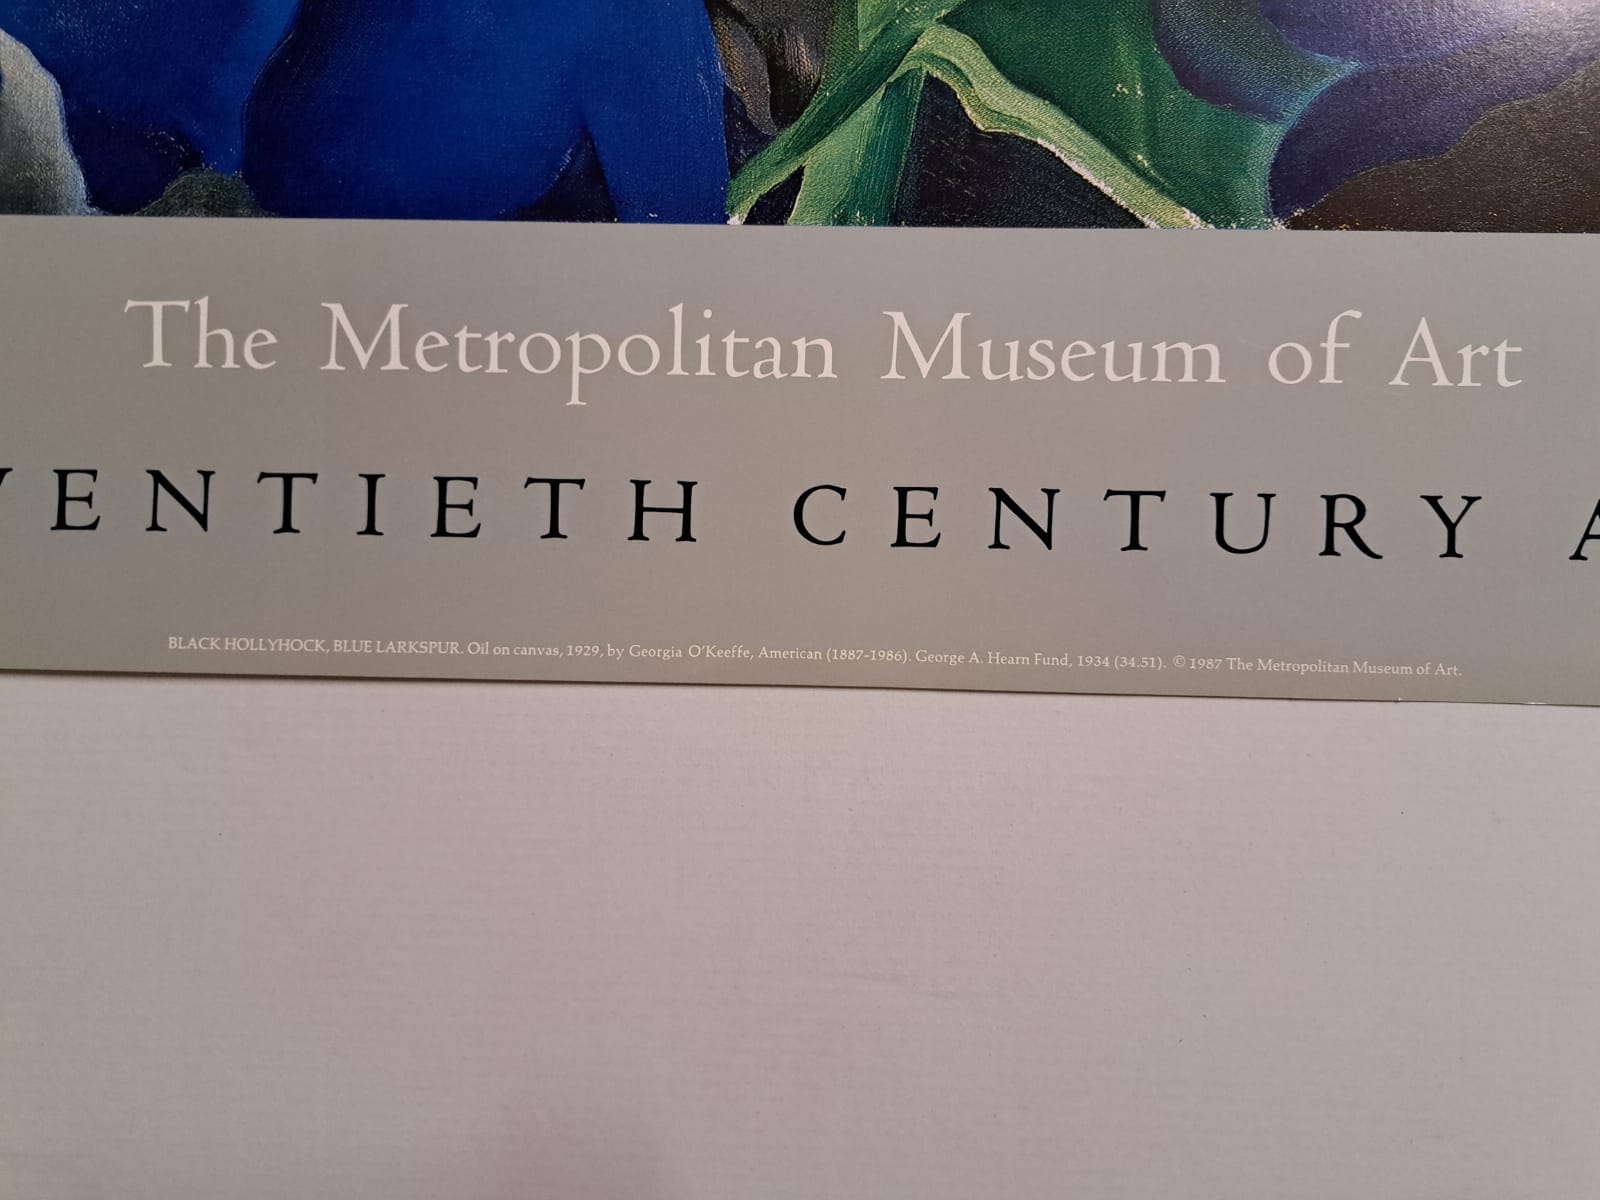 The Metropolitan Museum of Art
WENTIETH CENTURY A
BLACK HOLLYHOCK, BLUE LARKSPUR. Oil on canvas, 1929, by Georgia O'Keeffe, American (1887-1986). George A. Hearn Fund, 1934 (34.51). © 1987 The Metropolitan Museum of Art.